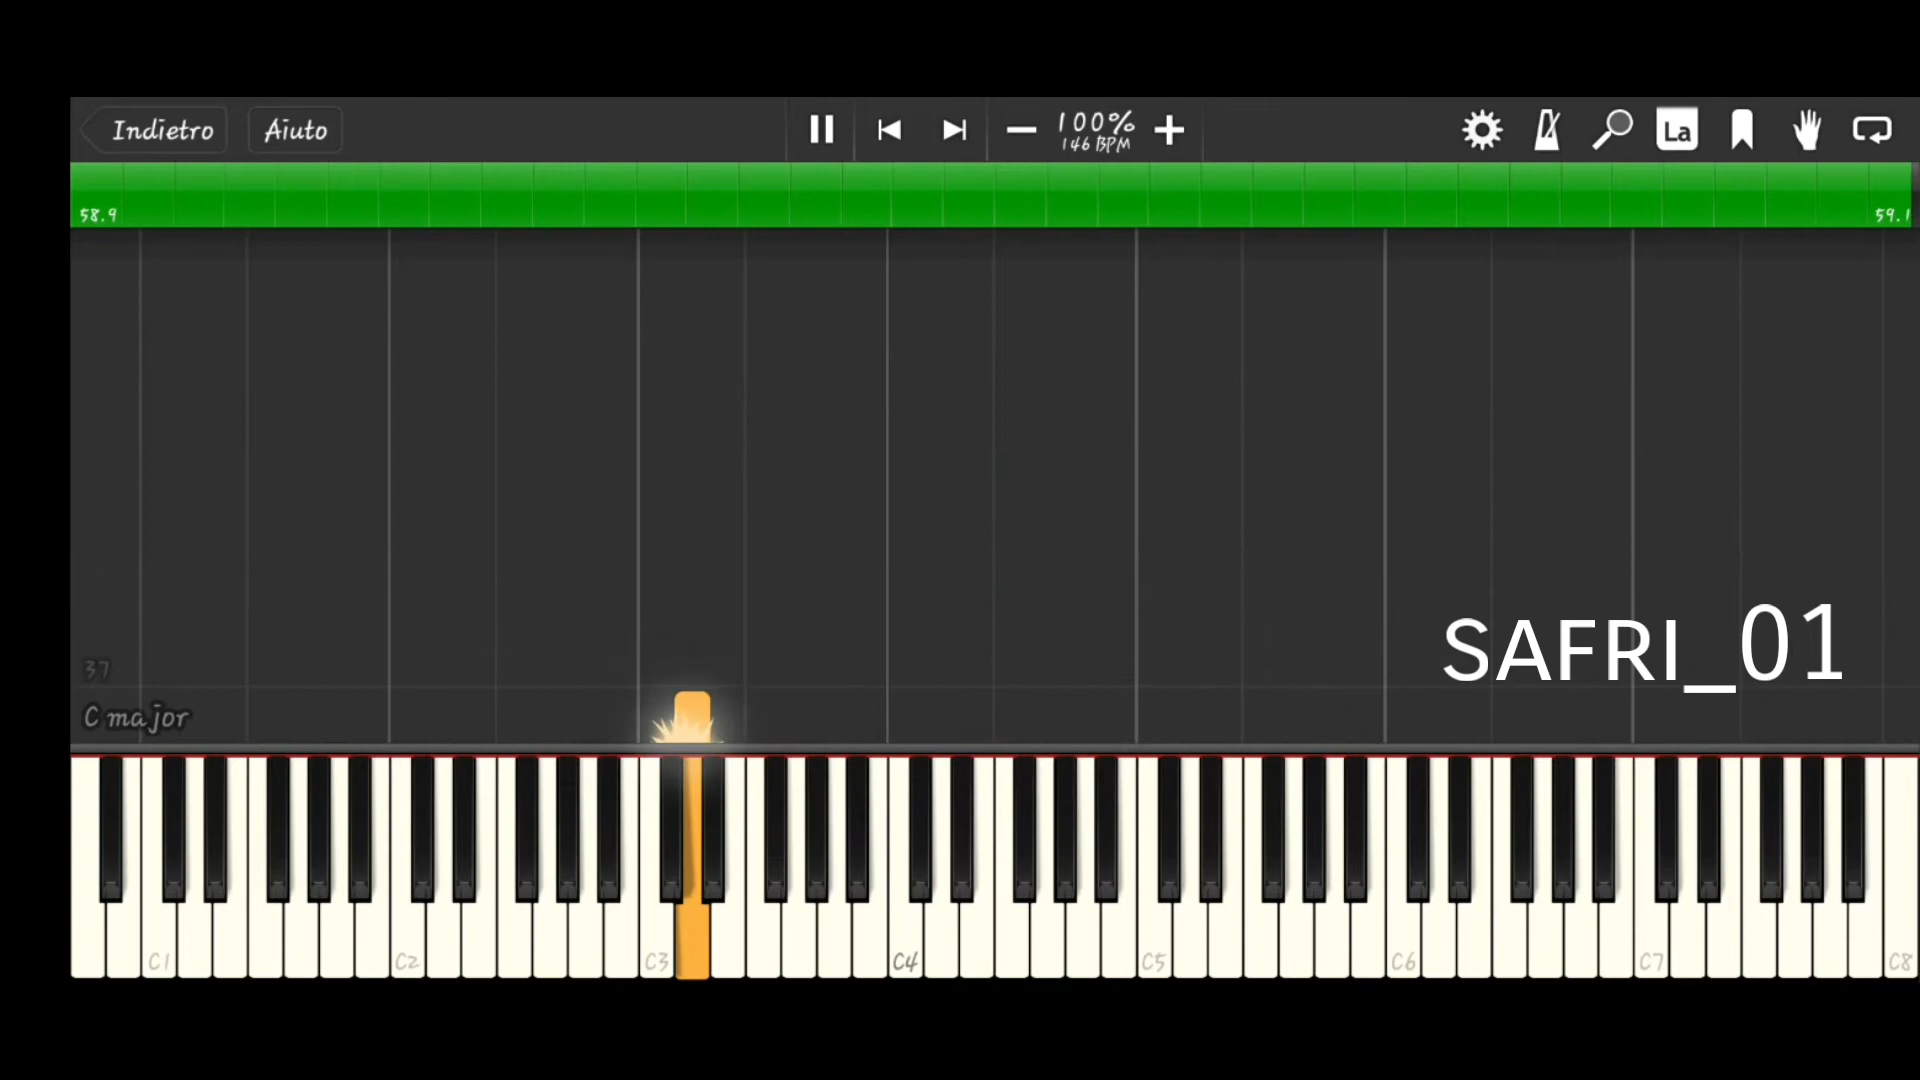 Indietro
Aiuto
100%
146 BPM
La
58.9
59.1
SAFRI_01
37
C major
C1
C2
C3
C4
C5
C6
C7
C8